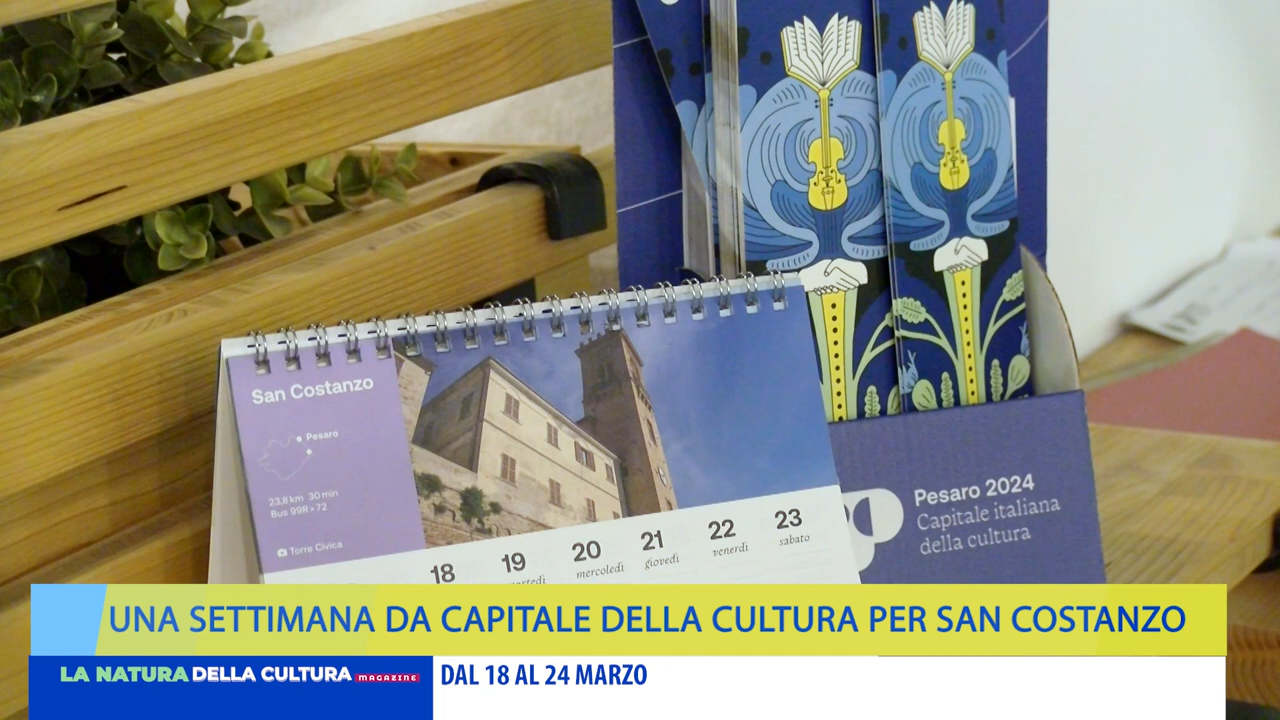 San Costanzo
Pesaro
23,8 km 30 min
Bus 99R > 72
Torre Civica
18 19 20 21 22 23
mercoledì giovedì venerdì sabato
Pesaro 2024
Capitale italiana
della cultura
UNA SETTIMANA DA CAPITALE DELLA CULTURA PER SAN COSTANZO
LA NATURA DELLA CULTURA MAGAZINE
DAL 18 AL 24 MARZO